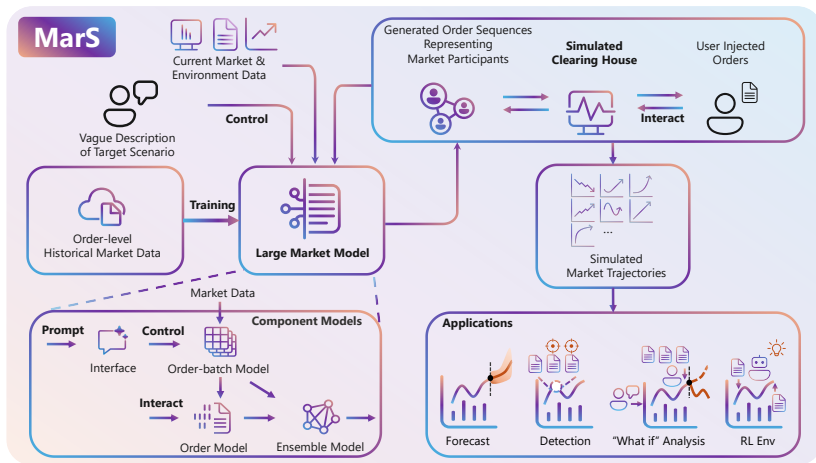 MarS
Current Market &
Environment Data
Vague Description
of Target Scenario
Control
Generated Order Sequences
Representing
Market Participants
Simulated
Clearing House
User Injected
Orders
Interact
Order-level
Historical Market Data
Training
Large Market Model
Simulated
Market Trajectories
...
Market Data
Component Models
Prompt
Interface
Control
Order-batch Model
Interact
Order Model
Ensemble Model
Applications
Forecast
Detection
“What if” Analysis
RL Env